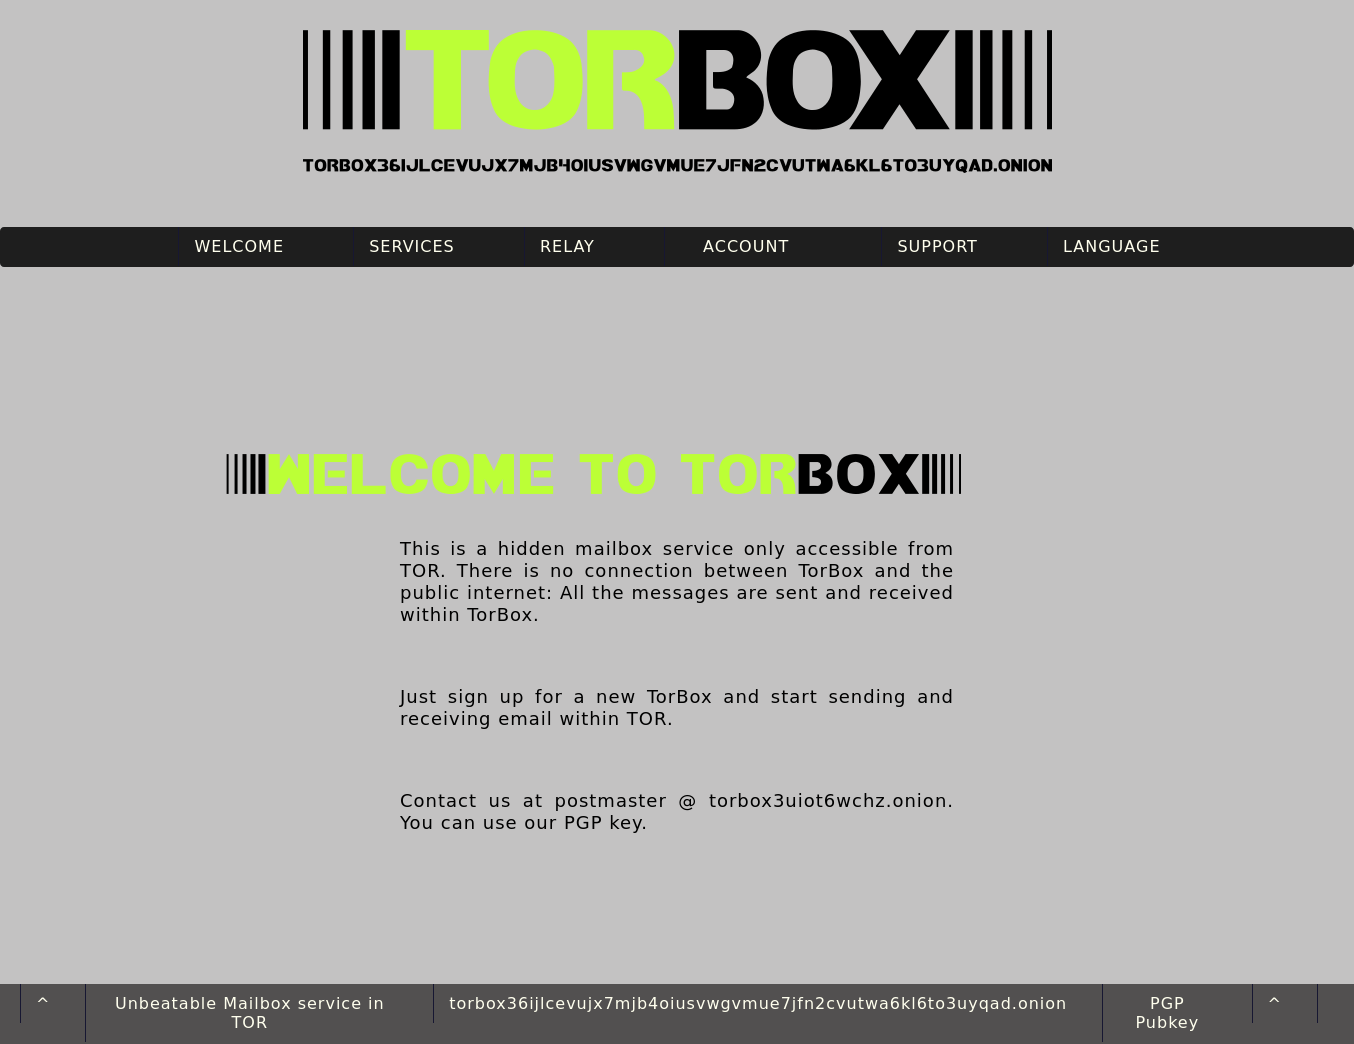 TORBOX
TORBOX36IJLCEVUJX7MJB4OIUSVWGVMUE7JFN2CVUTWA6KL6TO3UYQAD.ONION
WELCOME SERVICES RELAY ACCOUNT SUPPORT LANGUAGE
WELCOME TO TORBOX
This is a hidden mailbox service only accessible from
TOR. There is no connection between TorBox and the
public internet: All the messages are sent and received
within TorBox.
Just sign up for a new TorBox and start sending and
receiving email within TOR.
Contact us at postmaster @ torbox3uiot6wchz.onion.
You can use our PGP key.
^ Unbeatable Mailbox service in
TOR
torbox36ijlcevujx7mjb4oiusvwgvmue7jfn2cvutwa6kl6to3uyqad.onion
PGP
Pubkey
^